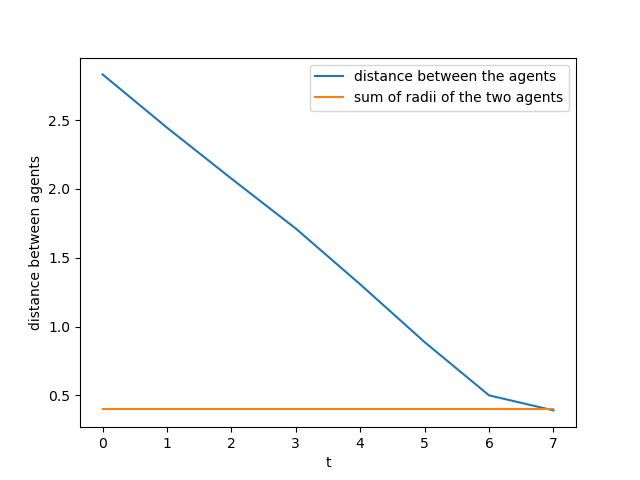 distance between the agents
sum of radii of the two agents
distance between agents
2.5
2.0
1.5
1.0
0.5
0 1 2 3 4 5 6 7
t